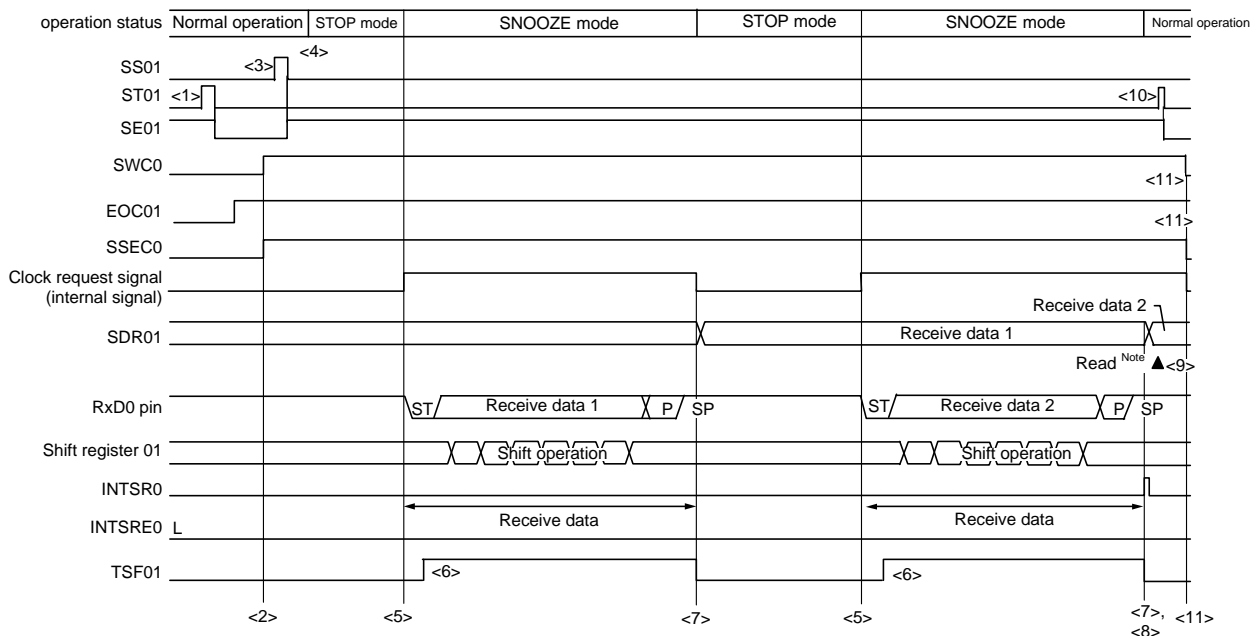 operation status Normal operation STOP mode SNOOZE mode STOP mode SNOOZE mode Normal operation
<4>
SS01 <3>
ST01 <1> <10>
SE01
SWC0
<11>
EOC01
<11>
SSEC0
Clock request signal
(internal signal)
Receive data 2
SDR01 Receive data 1
Read Note ▲<9>
RxD0 pin ST Receive data 1 P SP ST Receive data 2 P SP
Shift register 01 Shift operation Shift operation
INTSR0
Receive data Receive data
INTSRE0 L
TSF01 <6> <6>
<2> <5> <7> <5> <7>, <11>
<8>